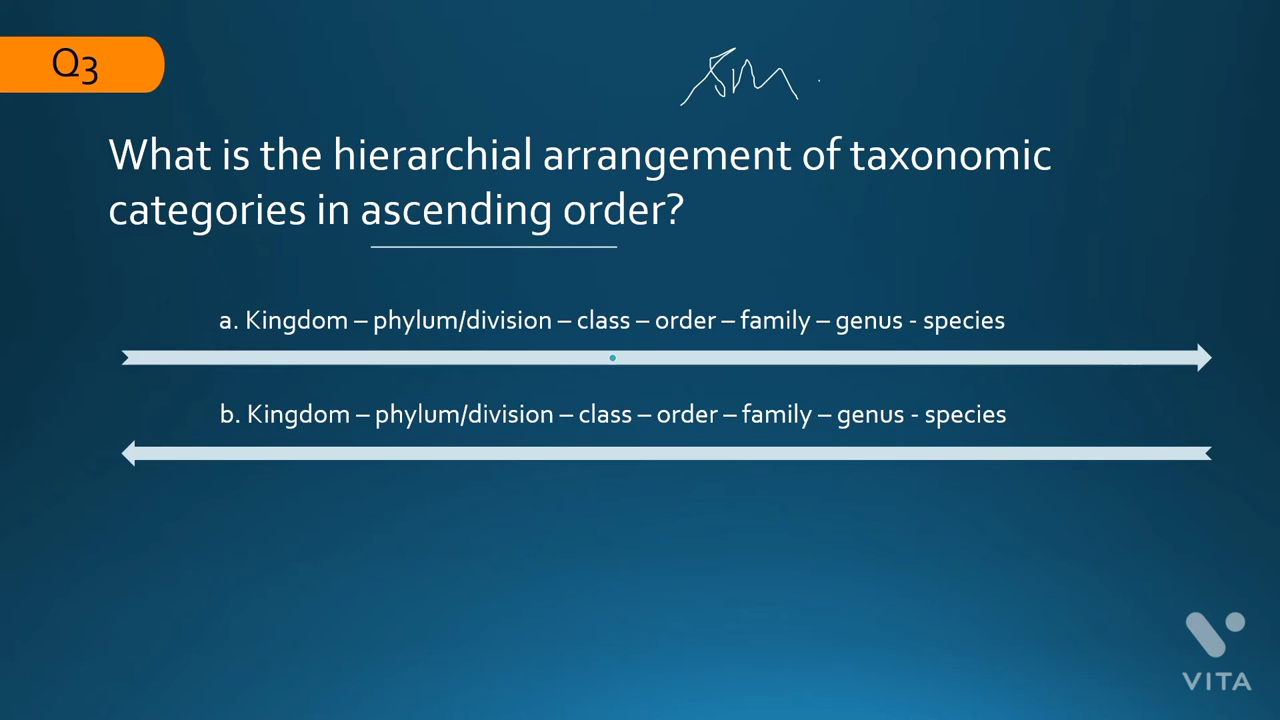 Q3
What is the hierarchial arrangement of taxonomic
categories in ascending order?
a. Kingdom – phylum/division – class – order – family – genus - species
b. Kingdom – phylum/division – class – order – family – genus - species
VITA